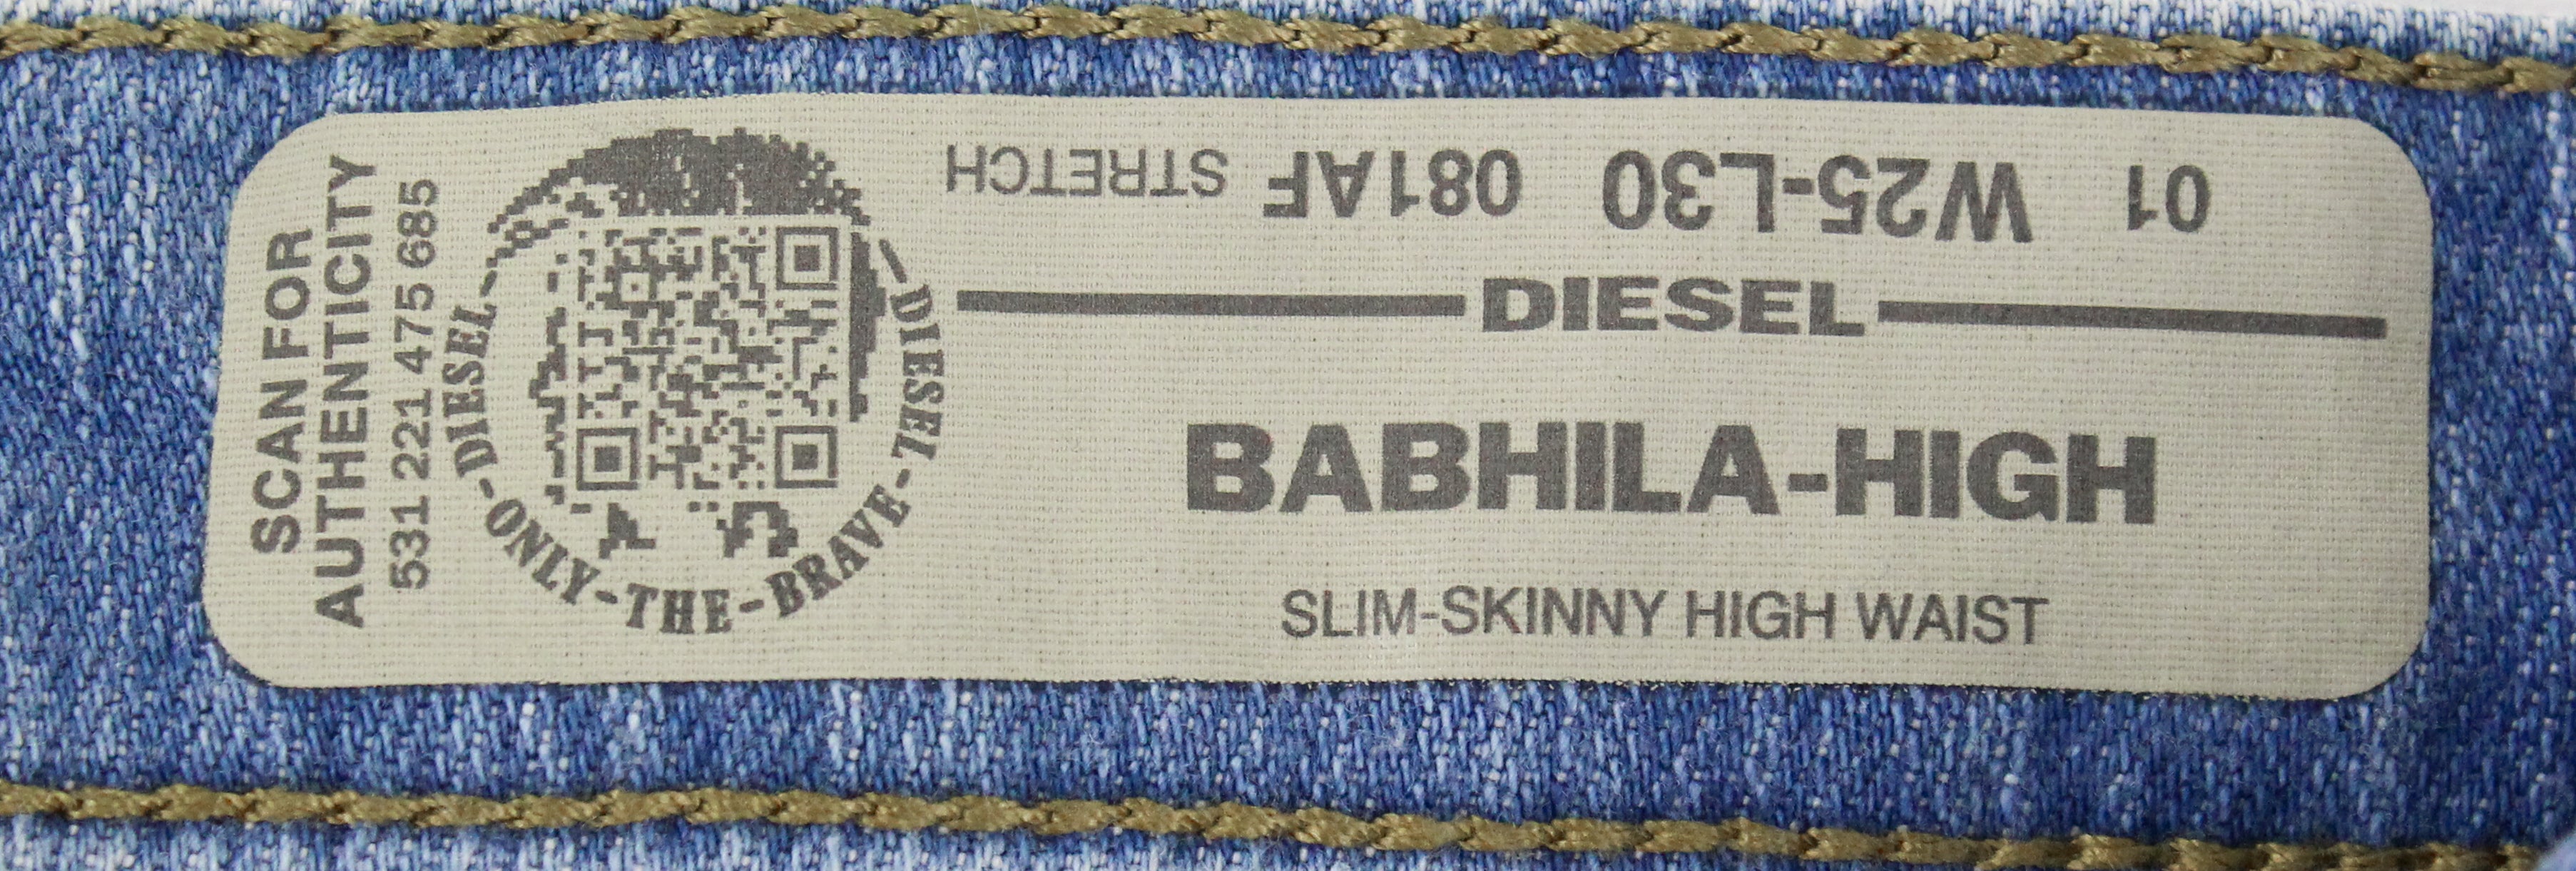 SCAN FOR
AUTHENTICITY
531 221 475 685
DIESEL-ONLY-THE-BRAVE-DIESEL
01 W25-L30 081AF STRETCH
DIESEL
BABHILA-HIGH
SLIM-SKINNY HIGH WAIST